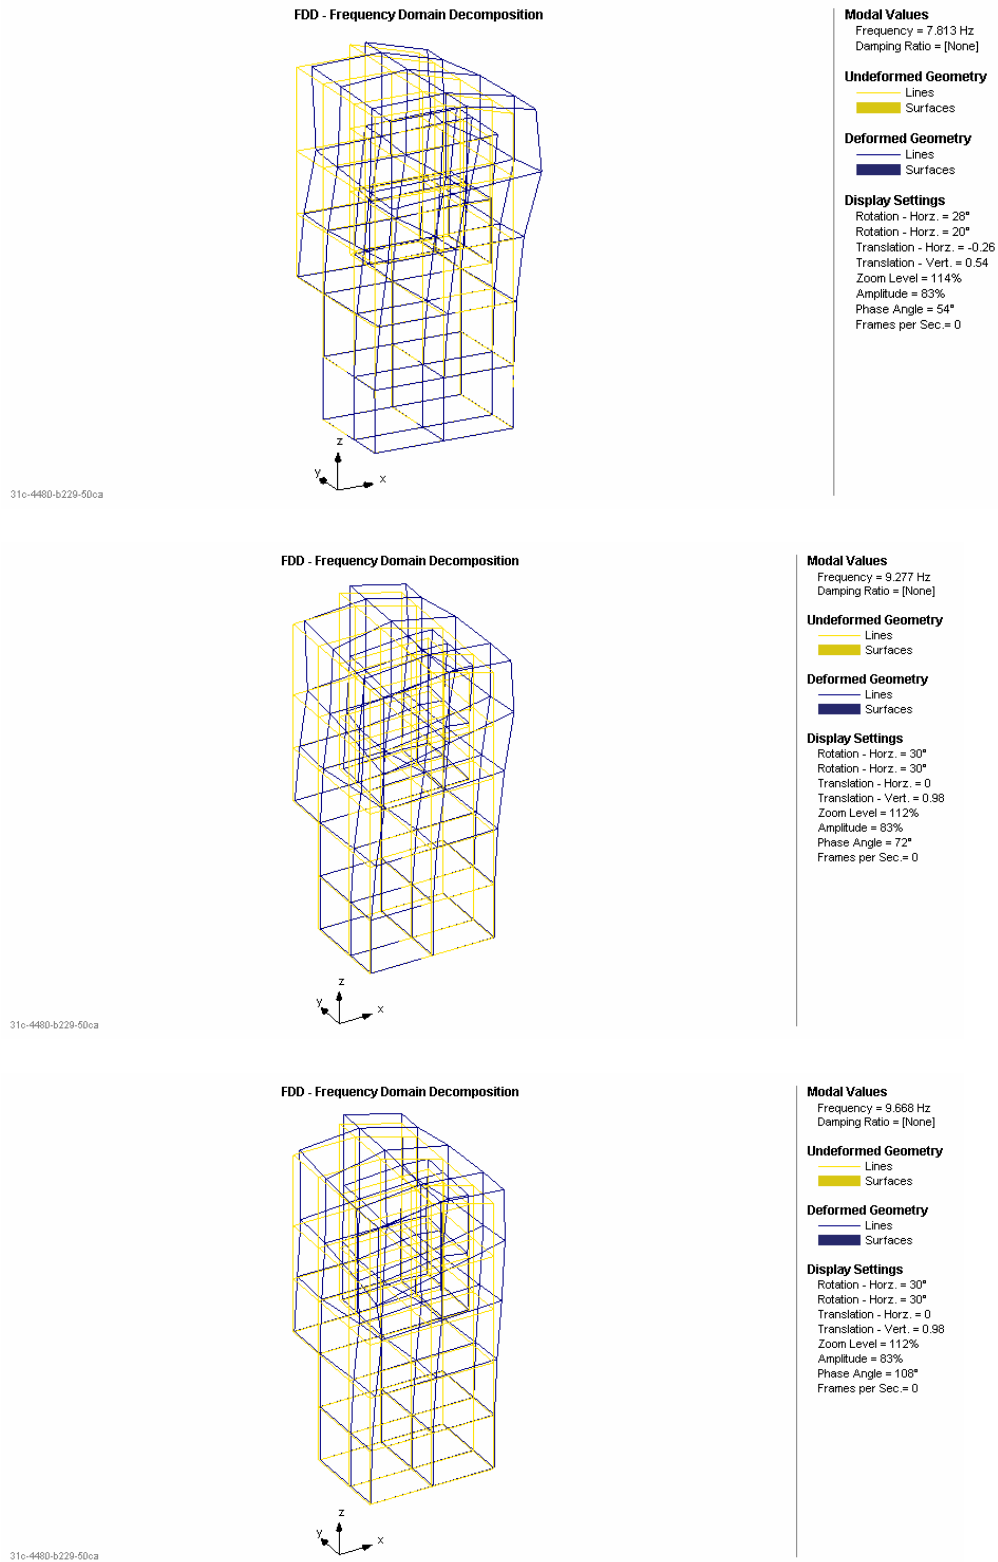 FDD - Frequency Domain Decomposition
Modal Values
Frequency = 7.813 Hz
Damping Ratio = [None]
Undeformed Geometry
Lines
Surfaces
Deformed Geometry
Lines
Surfaces
Display Settings
Rotation - Horz. = 28°
Rotation - Horz. = 20°
Translation - Horz. = -0.26
Translation - Vert. = 0.54
Zoom Level = 114%
Amplitude = 83%
Phase Angle = 54°
Frames per Sec.= 0
z
y
x
31c-4480-b229-50ca
FDD - Frequency Domain Decomposition
Modal Values
Frequency = 9.277 Hz
Damping Ratio = [None]
Undeformed Geometry
Lines
Surfaces
Deformed Geometry
Lines
Surfaces
Display Settings
Rotation - Horz. = 30°
Rotation - Horz. = 30°
Translation - Horz. = 0
Translation - Vert. = 0.98
Zoom Level = 112%
Amplitude = 83%
Phase Angle = 72°
Frames per Sec.= 0
z
y
x
31c-4480-b229-50ca
FDD - Frequency Domain Decomposition
Modal Values
Frequency = 9.668 Hz
Damping Ratio = [None]
Undeformed Geometry
Lines
Surfaces
Deformed Geometry
Lines
Surfaces
Display Settings
Rotation - Horz. = 30°
Rotation - Horz. = 30°
Translation - Horz. = 0
Translation - Vert. = 0.98
Zoom Level = 112%
Amplitude = 83%
Phase Angle = 108°
Frames per Sec.= 0
z
y
x
31c-4480-b229-50ca